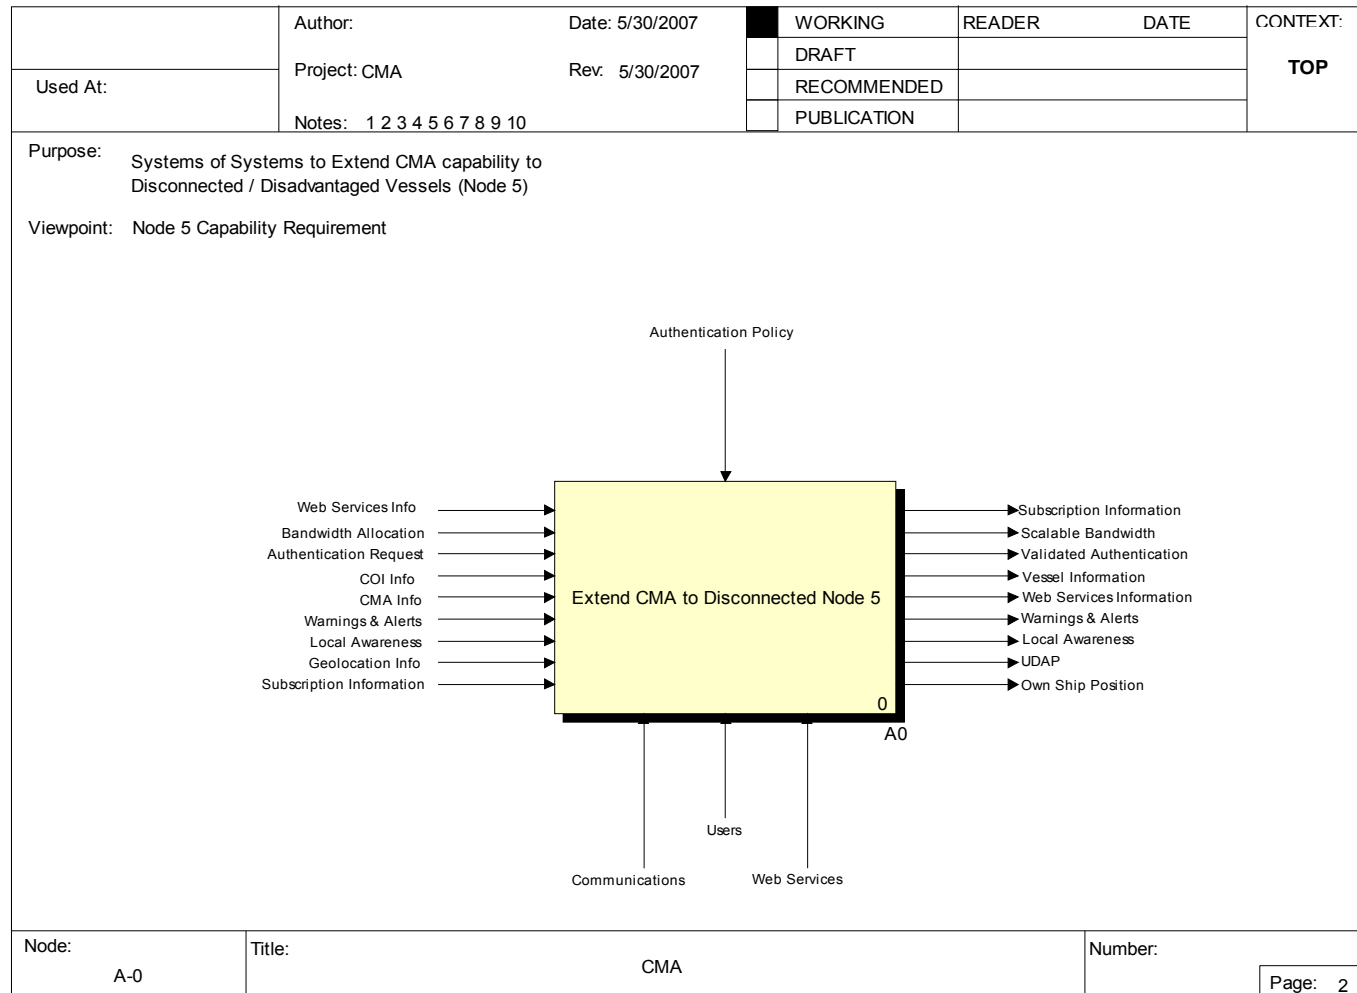 Used At:
Author:
Date: 5/30/2007
Project: CMA
Rev: 5/30/2007
Notes: 1 2 3 4 5 6 7 8 9 10
WORKING
DRAFT
RECOMMENDED
PUBLICATION
READER
DATE
CONTEXT:
TOP
Purpose:
Systems of Systems to Extend CMA capability to
Disconnected / Disadvantaged Vessels (Node 5)
Viewpoint: Node 5 Capability Requirement
Authentication Policy
Web Services Info
Bandwidth Allocation
Authentication Request
COI Info
CMA Info
Warnings & Alerts
Local Awareness
Geolocation Info
Subscription Information
Extend CMA to Disconnected Node 5
0
A0
Subscription Information
Scalable Bandwidth
Validated Authentication
Vessel Information
Web Services Information
Warnings & Alerts
Local Awareness
UDAP
Own Ship Position
Users
Communications
Web Services
Node:
A-0
Title:
CMA
Number:
Page: 2